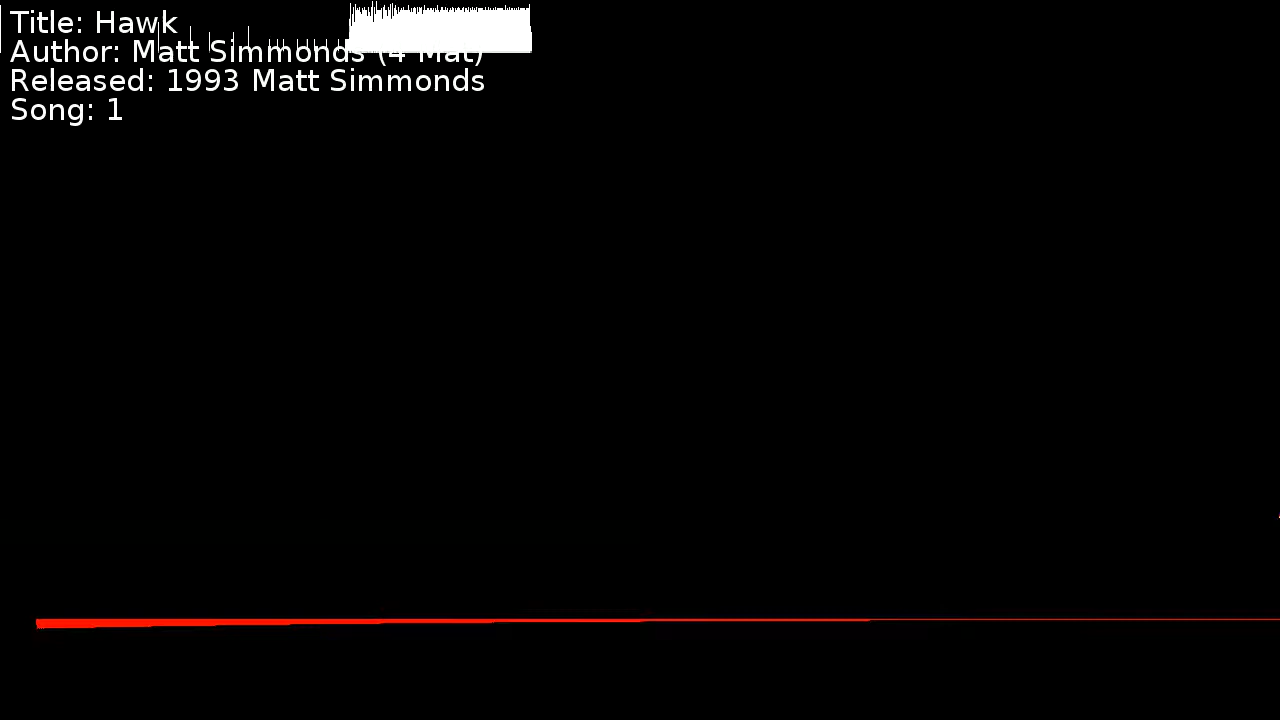 Title: Hawk
Author: Matt Simmonds (4-Mat)
Released: 1993 Matt Simmonds
Song: 1